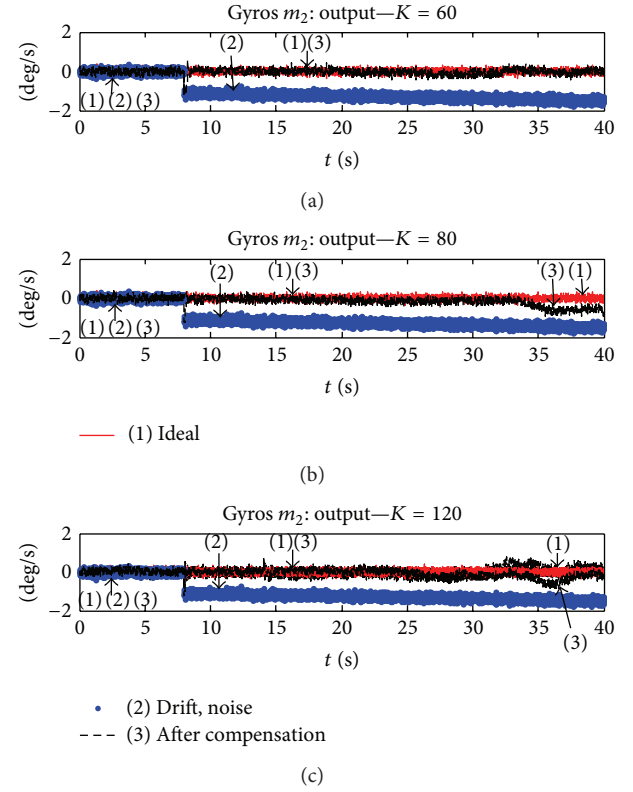 Gyros m₂: output—K = 60
(deg/s)
2
0
−2
(2)
(1)(3)
(1)(2)(3)
0 5 10 15 20 25 30 35 40
t (s)
(a)
Gyros m₂: output—K = 80
(deg/s)
2
0
−2
(2)
(1)(3)
(3)(1)
(1)(2)(3)
0 5 10 15 20 25 30 35 40
t (s)
(1) Ideal
(b)
Gyros m₂: output—K = 120
(deg/s)
2
0
−2
(2)
(1)(3)
(1)
(1)(2)(3)
(3)
0 5 10 15 20 25 30 35 40
t (s)
(2) Drift, noise
(3) After compensation
(c)